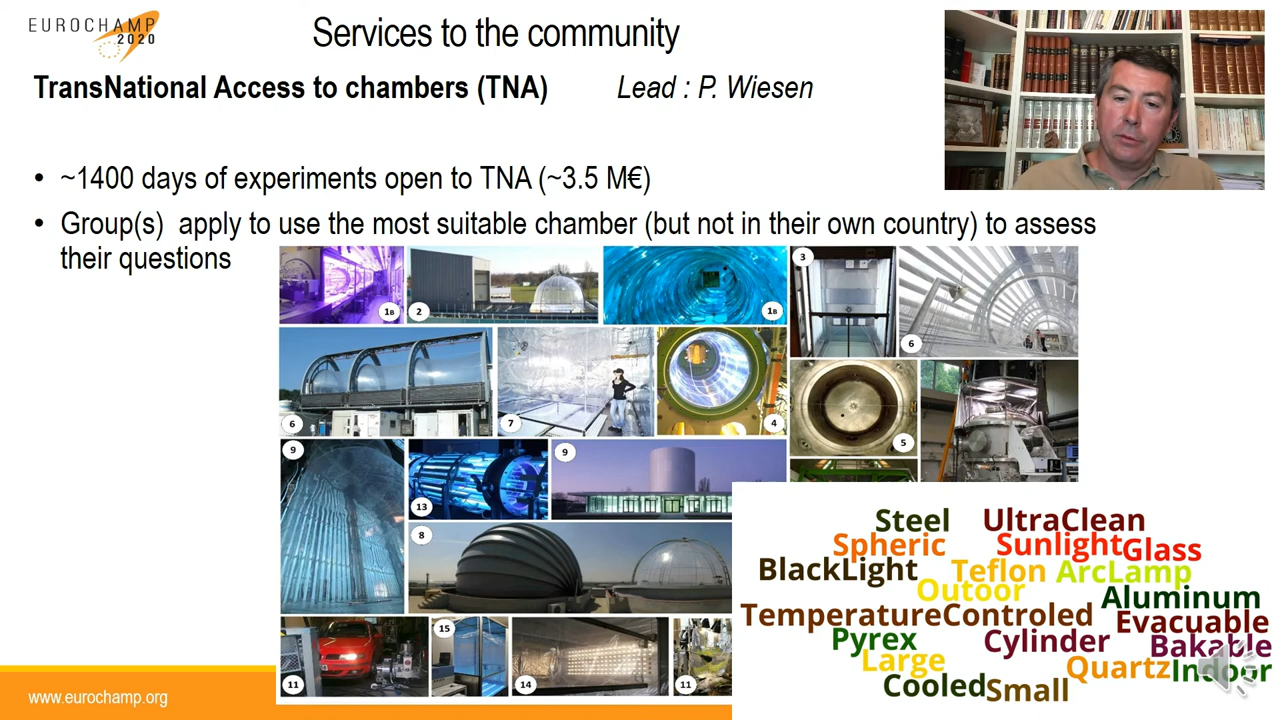 EUROCHAMP
2020
Services to the community
TransNational Access to chambers (TNA)
Lead : P. Wiesen
• ~1400 days of experiments open to TNA (~3.5 M€)
• Group(s) apply to use the most suitable chamber (but not in their own country) to assess
their questions
1B
2
1B
3
6
6
7
4
5
9
13
9
8
11
15
14
11
Steel UltraClean
Spheric Sunlight Glass
BlackLight Teflon ArcLamp
Outoor
TemperatureControled Aluminum
Evacuable
Pyrex Cylinder Bakable
Large Quartz Indoor
Cooled Small
www.eurochamp.org